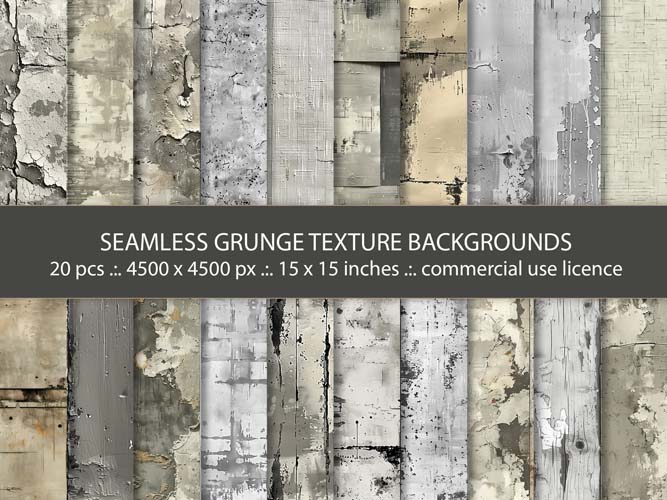 SEAMLESS GRUNGE TEXTURE BACKGROUNDS
20 pcs .:. 4500 x 4500 px .:. 15 x 15 inches .:. commercial use licence